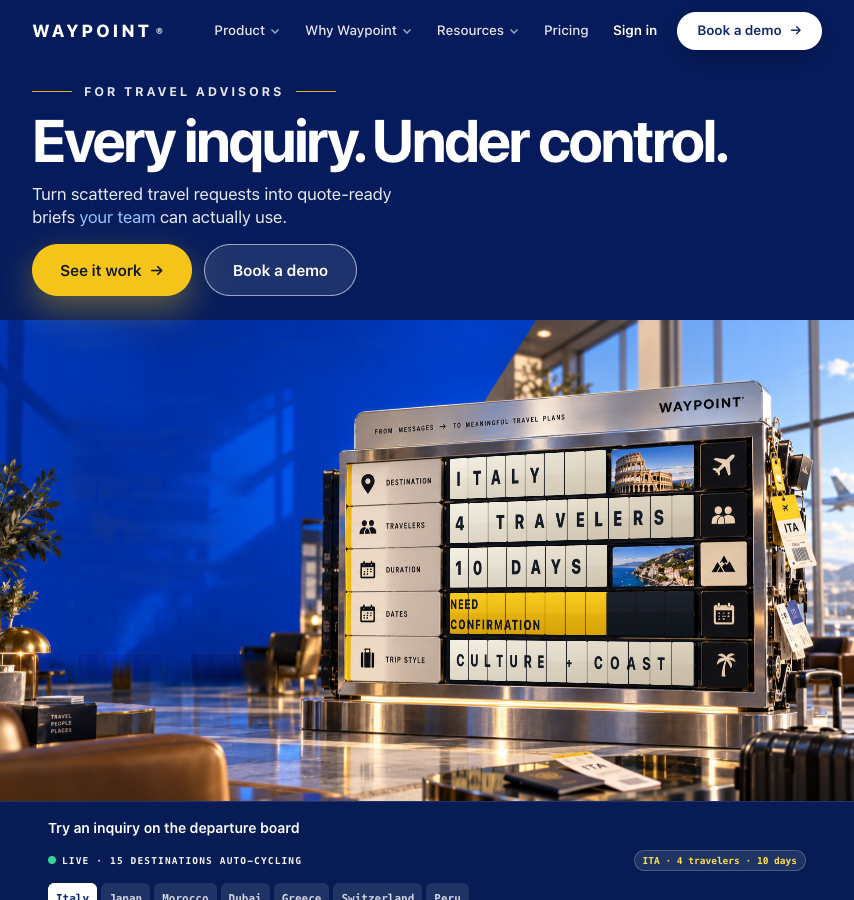 WAYPOINT®
Product
Why Waypoint
Resources
Pricing
Sign in
Book a demo →
FOR TRAVEL ADVISORS
Every inquiry. Under control.
Turn scattered travel requests into quote-ready
briefs your team can actually use.
See it work →
Book a demo
FROM MESSAGES → TO MEANINGFUL TRAVEL PLANS
WAYPOINT
DESTINATION
ITALY
TRAVELERS
4 TRAVELERS
DURATION
10 DAYS
DATES
NEED
CONFIRMATION
TRIP STYLE
CULTURE + COAST
ITA
TRAVEL
PEOPLE
PLACES
ITA
Try an inquiry on the departure board
LIVE · 15 DESTINATIONS AUTO-CYCLING
ITA · 4 travelers · 10 days
Italy
Japan
Morocco
Dubai
Greece
Switzerland
Peru